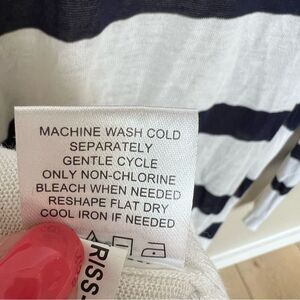 MACHINE WASH COLD
SEPARATELY
GENTLE CYCLE
ONLY NON-CHLORINE
BLEACH WHEN NEEDED
RESHAPE FLAT DRY
COOL IRON IF NEEDED